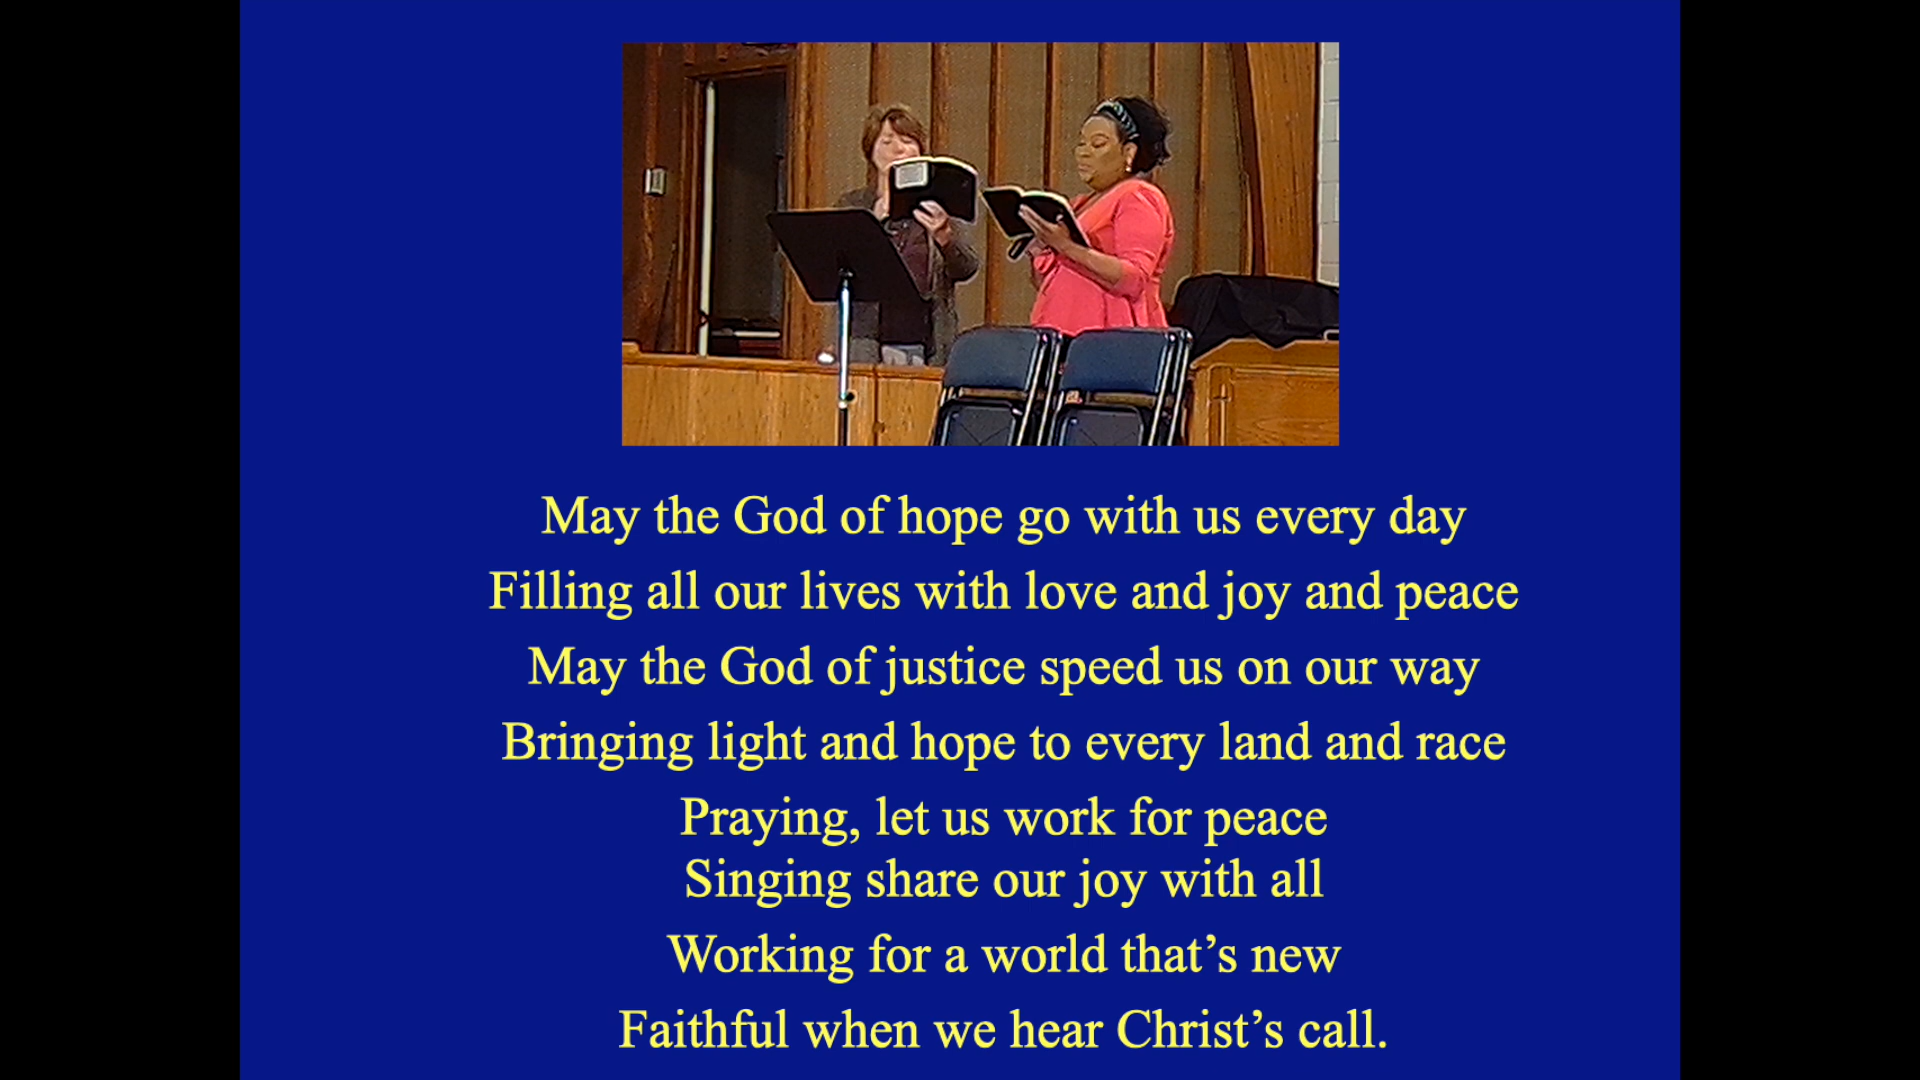 May the God of hope go with us every day
Filling all our lives with love and joy and peace
May the God of justice speed us on our way
Bringing light and hope to every land and race
Praying, let us work for peace
Singing share our joy with all
Working for a world that’s new
Faithful when we hear Christ’s call.